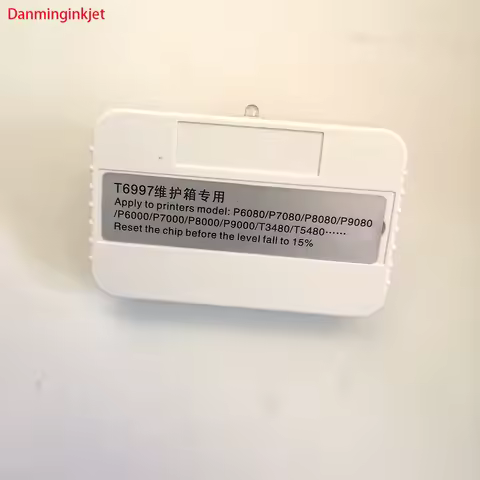 Danminginkjet
T6997维护箱专用
Apply to printers model: P6080/P7080/P8080/P9080
/P6000/P7000/P8000/P9000/T3480/T5480······
Reset the chip before the level fall to 15%